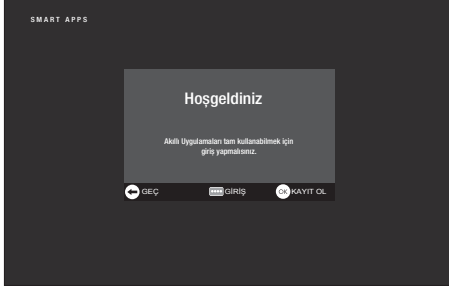 SMART APPS
Hoşgeldiniz
Akıllı Uygulamaları tam kullanabilmek için
giriş yapmalısınız.
GEÇ GİRİŞ OK KAYIT OL